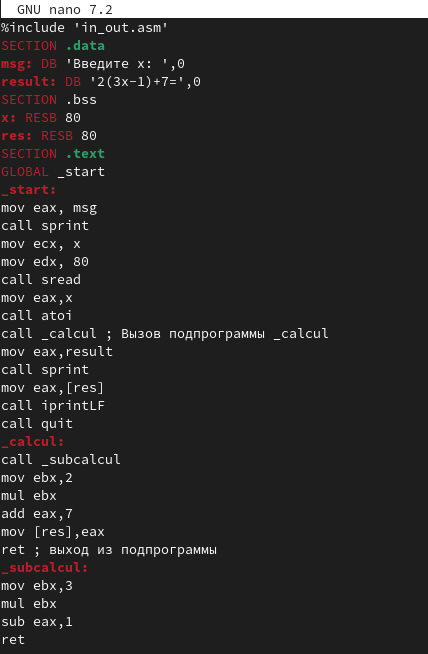 GNU nano 7.2
%include 'in_out.asm'
SECTION .data
msg: DB 'Введите x: ',0
result: DB '2(3x-1)+7=',0
SECTION .bss
x: RESB 80
res: RESB 80
SECTION .text
GLOBAL _start
_start:
mov eax, msg
call sprint
mov ecx, x
mov edx, 80
call sread
mov eax,x
call atoi
call _calcul ; Вызов подпрограммы _calcul
mov eax,result
call sprint
mov eax,[res]
call iprintLF
call quit
_calcul:
call _subcalcul
mov ebx,2
mul ebx
add eax,7
mov [res],eax
ret ; выход из подпрограммы
_subcalcul:
mov ebx,3
mul ebx
sub eax,1
ret